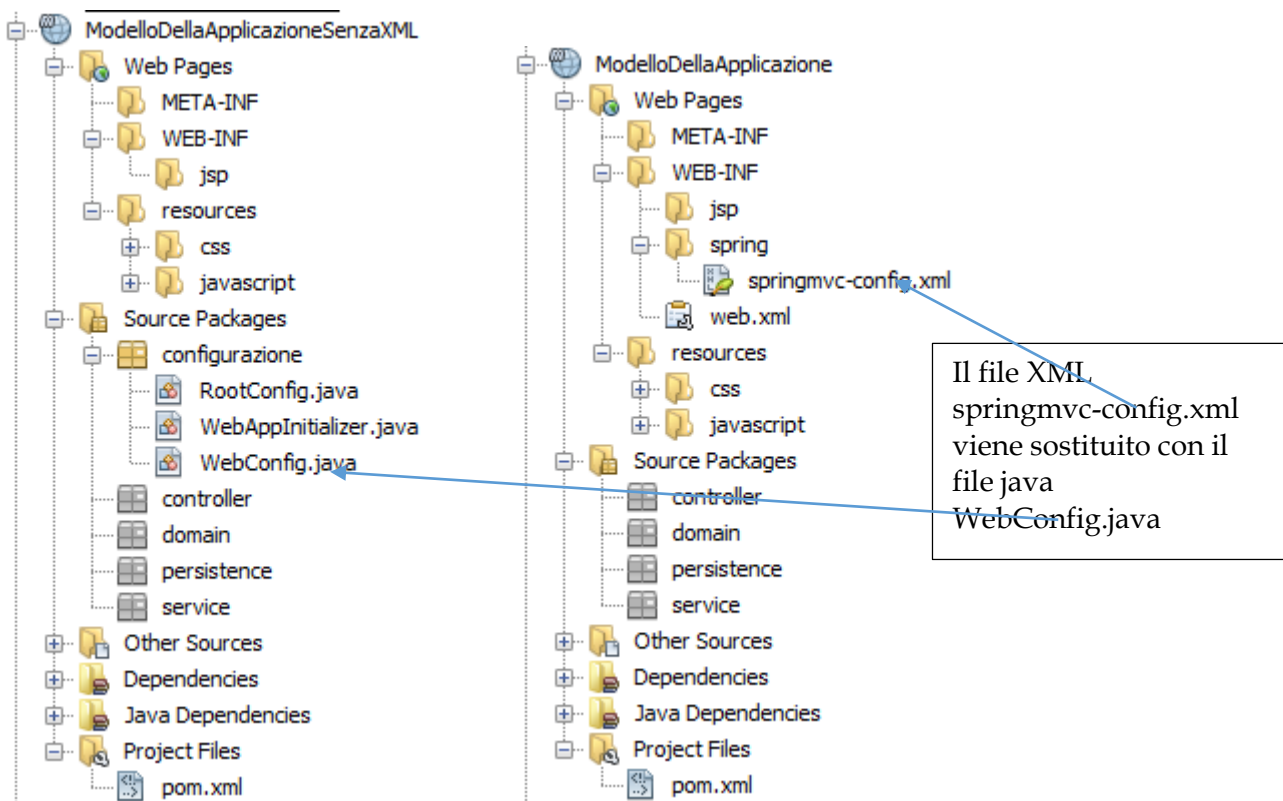 ModelloDellaApplicazioneSenzaXML
Web Pages
META-INF
WEB-INF
jsp
resources
css
javascript
Source Packages
configurazione
RootConfig.java
WebAppInitializer.java
WebConfig.java
controller
domain
persistence
service
Other Sources
Dependencies
Java Dependencies
Project Files
pom.xml
ModelloDellaApplicazione
Web Pages
META-INF
WEB-INF
jsp
spring
springmvc-config.xml
web.xml
resources
css
javascript
Source Packages
controller
domain
persistence
service
Other Sources
Dependencies
Java Dependencies
Project Files
pom.xml
Il file XML
springmvc-config.xml
viene sostituito con il
file java
WebConfig.java